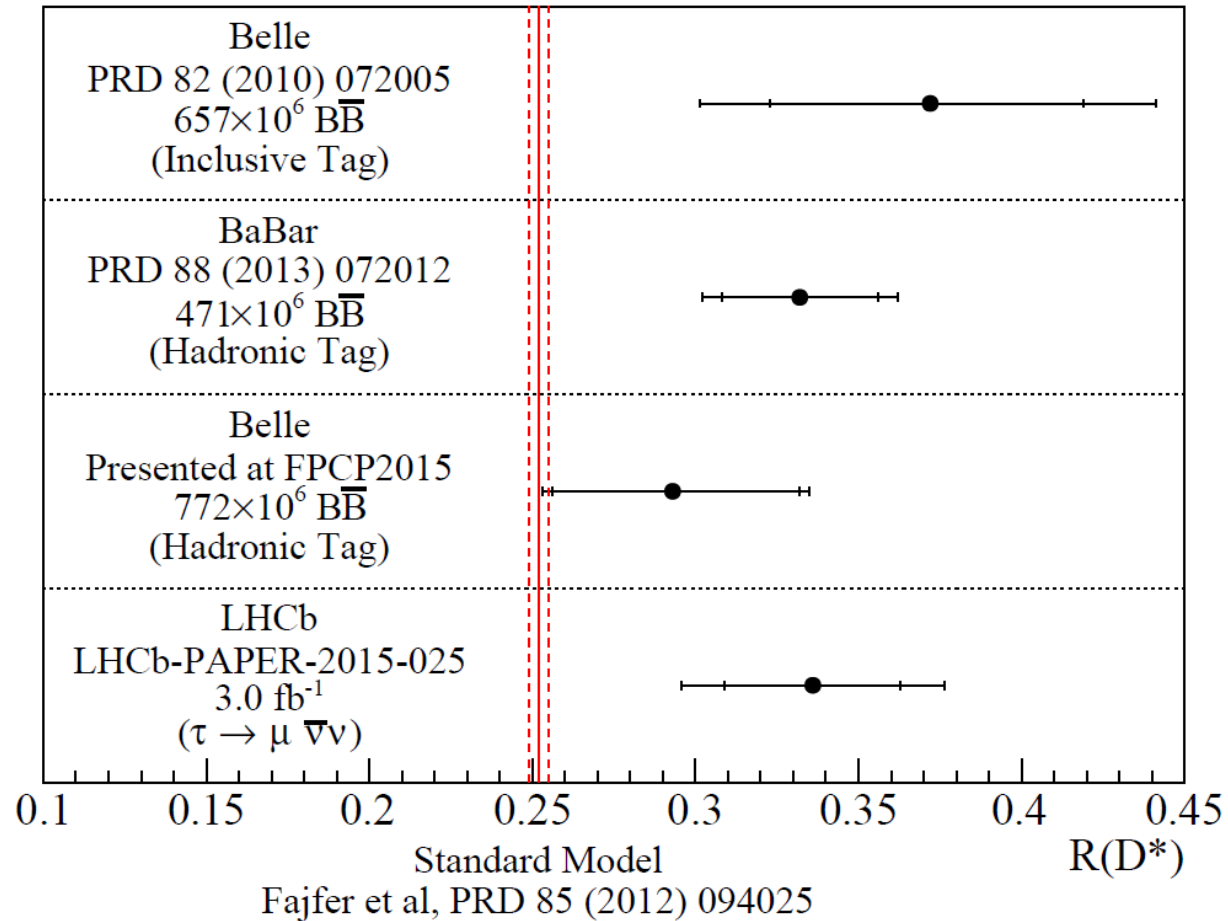 Belle
PRD 82 (2010) 072005
657×10⁶ BB̅
(Inclusive Tag)
BaBar
PRD 88 (2013) 072012
471×10⁶ BB̅
(Hadronic Tag)
Belle
Presented at FPCP2015
772×10⁶ BB̅
(Hadronic Tag)
LHCb
LHCb-PAPER-2015-025
3.0 fb⁻¹
(τ → μ ν̅ν)
0.1 0.15 0.2 0.25 0.3 0.35 0.4 0.45
R(D*)
Standard Model
Fajfer et al, PRD 85 (2012) 094025